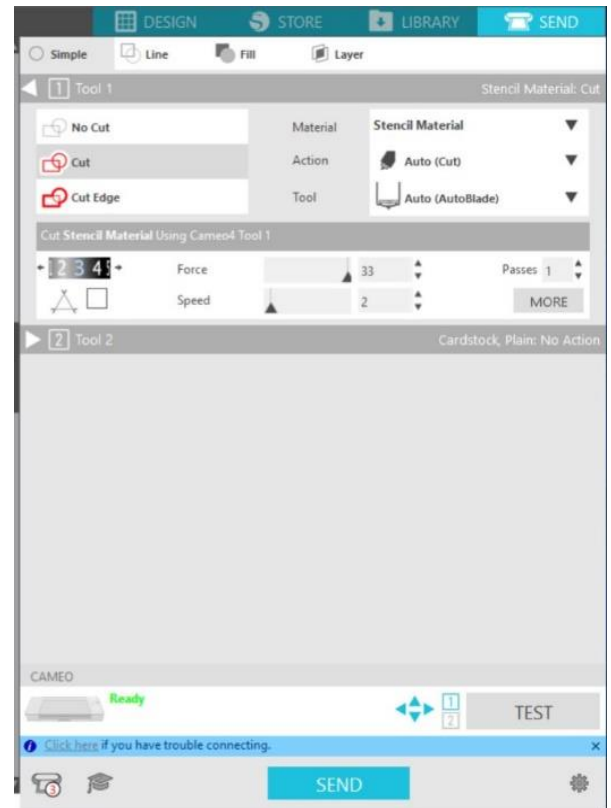 DESIGN STORE LIBRARY SEND
Simple Line Fill Layer
1 Tool 1 Stencil Material: Cut
No Cut Material Stencil Material
Cut Action Auto (Cut)
Cut Edge Tool Auto (AutoBlade)
Cut Stencil Material Using Cameo4 Tool 1
2 3 4 Force 33 Passes 1
Speed 2 MORE
2 Tool 2 Cardstock, Plain: No Action
CAMEO
Ready 1
2 TEST
Click here if you have trouble connecting. x
3 SEND